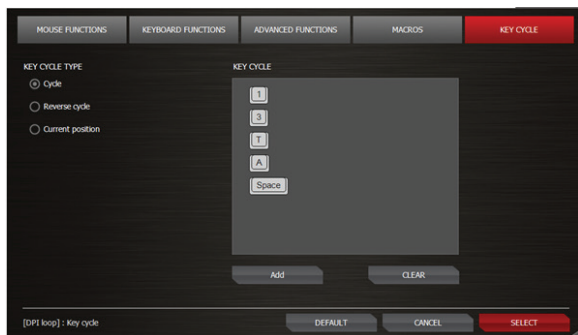 MOUSE FUNCTIONS KEYBOARD FUNCTIONS ADVANCED FUNCTIONS MACROS KEY CYCLE
KEY CYCLE TYPE
Cycle
Reverse cycle
Current position
KEY CYCLE
1
3
T
A
Space
Add CLEAR
[DPI loop] : Key cycle DEFAULT CANCEL SELECT